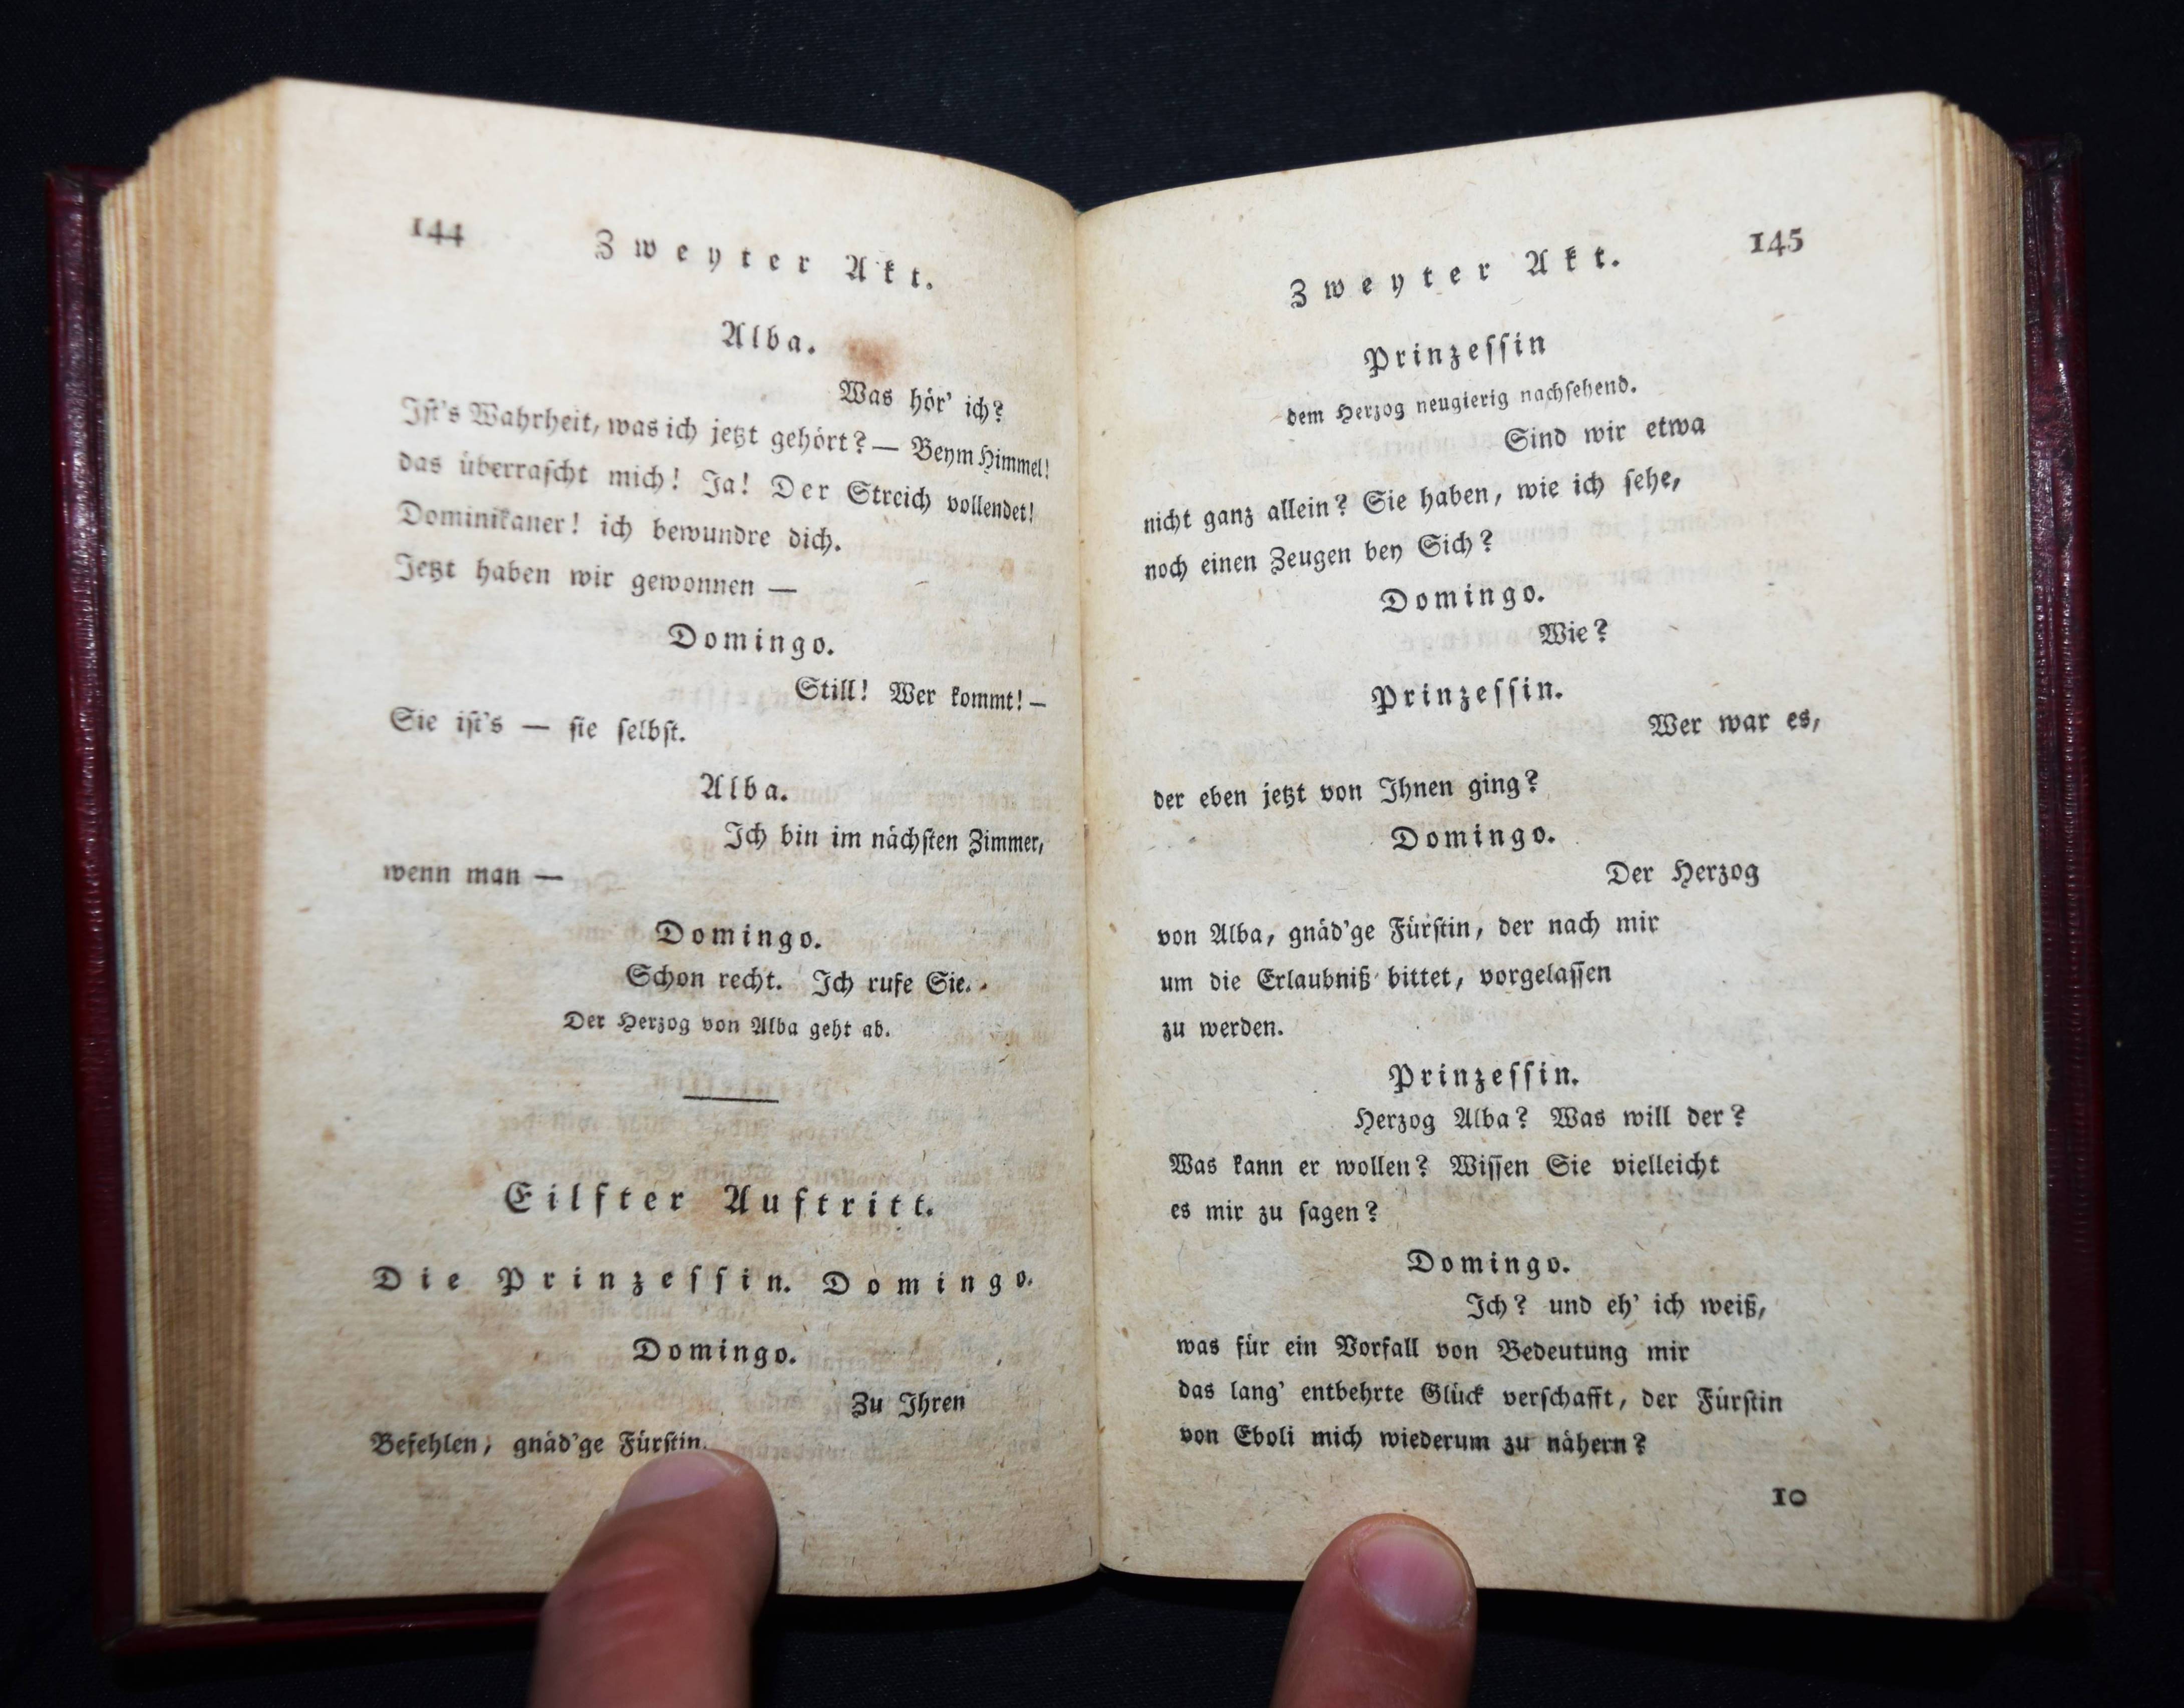 144
Zweyter Akt.
Alba.
Was hör' ich?
Ist's Wahrheit, was ich jetzt gehört? — Beym Himmel!
das überrascht mich! Ja! Der Streich vollendet!
Dominikaner! ich bewundre dich.
Jetzt haben wir gewonnen —
Domingo.
Still! Wer kommt! —
Sie ist's — sie selbst.
Alba.
Ich bin im nächsten Zimmer,
wenn man —
Domingo.
Schon recht. Ich rufe Sie.
Der Herzog von Alba geht ab.
Eilfter Auftritt.
Die Prinzessin. Domingo.
Domingo.
Zu Ihren
Befehlen, gnäd'ge Fürstin.
Zweyter Akt.
145
Prinzessin
dem Herzog neugierig nachsehend.
Sind wir etwa
nicht ganz allein? Sie haben, wie ich sehe,
noch einen Zeugen bey Sich?
Domingo.
Wie?
Prinzessin.
Wer war es,
der eben jetzt von Ihnen ging?
Domingo.
Der Herzog
von Alba, gnäd'ge Fürstin, der nach mir
um die Erlaubniß bittet, vorgelassen
zu werden.
Prinzessin.
Herzog Alba? Was will der?
Was kann er wollen? Wissen Sie vielleicht
es mir zu sagen?
Domingo.
Ich? und eh' ich weiß,
was für ein Vorfall von Bedeutung mir
das lang' entbehrte Glück verschafft, der Fürstin
von Eboli mich wiederum zu nähern?
10